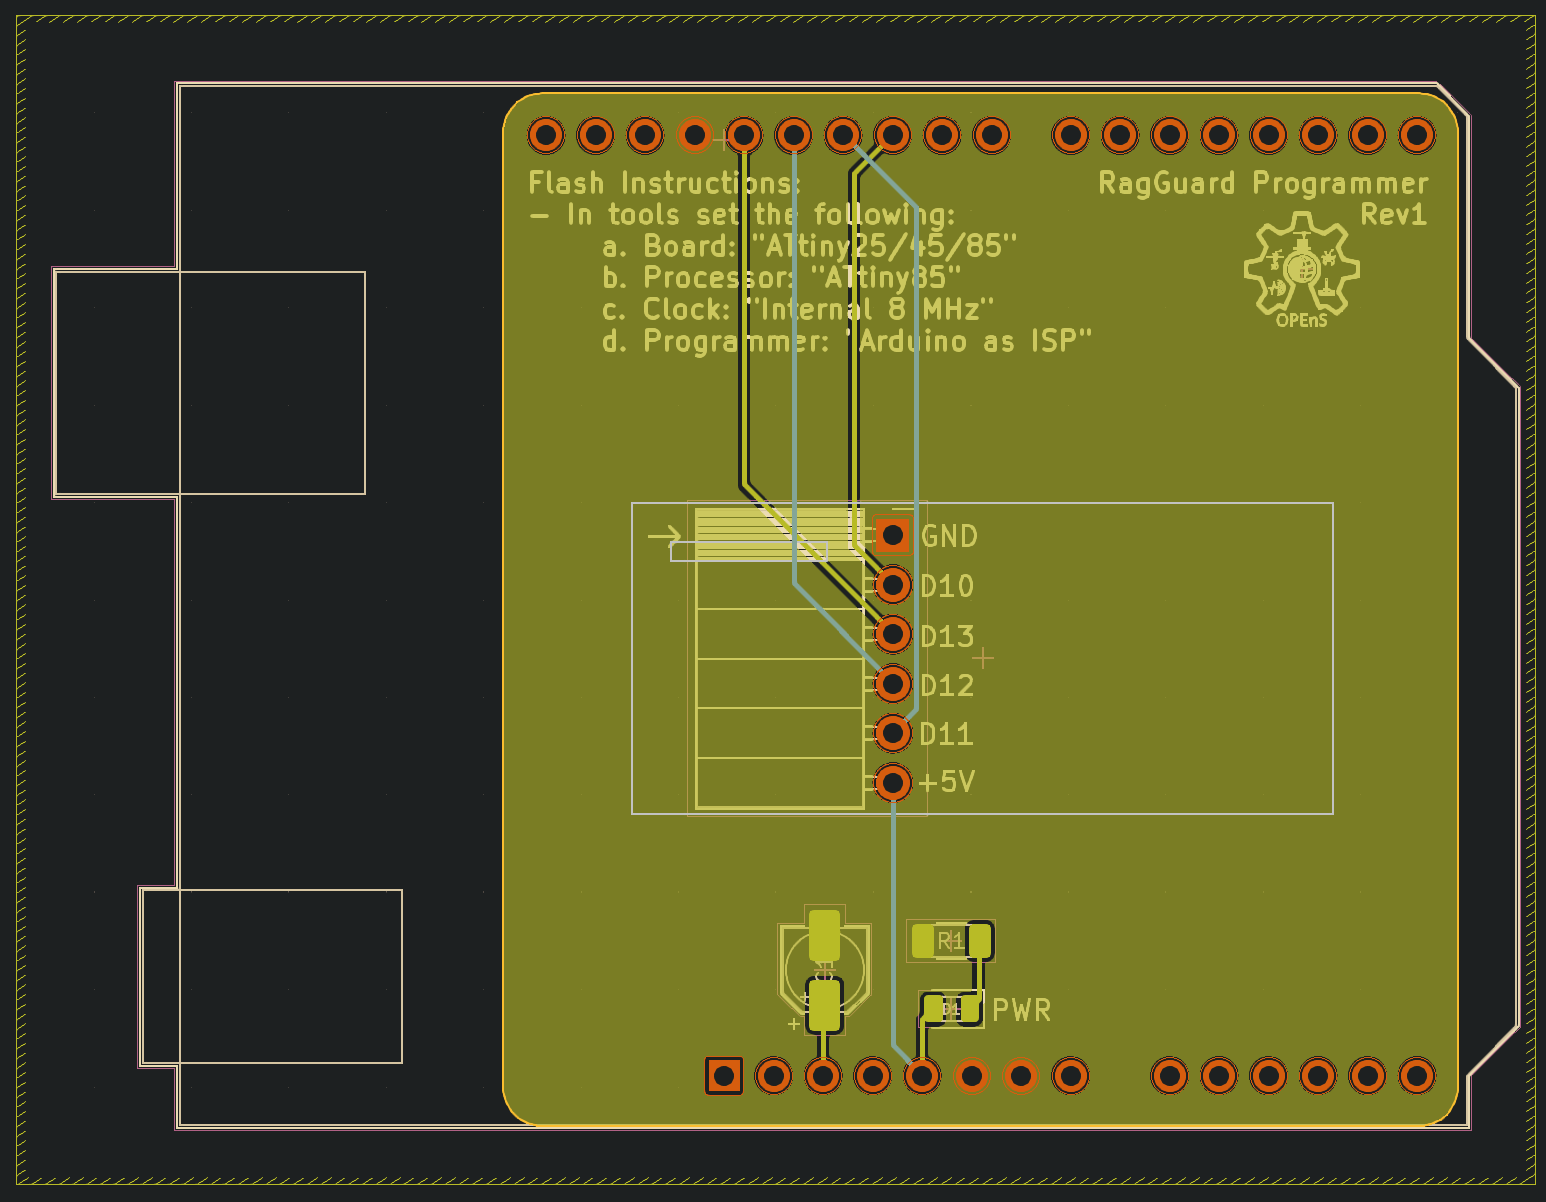 Flash Instructions:
- In tools set the following:
a. Board: "ATtiny25/45/85"
b. Processor: "ATtiny85"
c. Clock: "Internal 8 MHz"
d. Programmer: "Arduino as ISP"
RagGuard Programmer
Rev1
OPEnS
GND
D10
D13
D12
D11
+5V
R1
D1
PWR